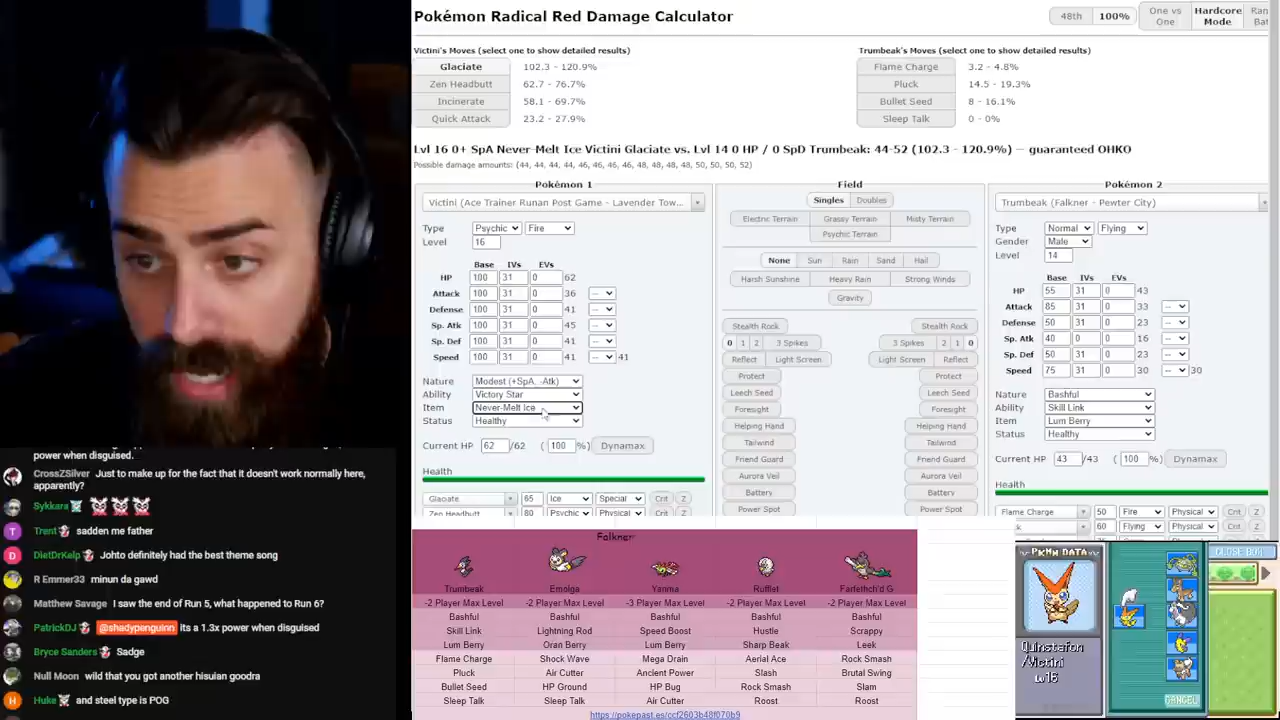 Pokémon Radical Red Damage Calculator
48th 100% One vs One Hardcore Mode
Victini's Moves (select one to show detailed results)
Glaciate 102.3 - 120.9%
Zen Headbutt 62.7 - 76.7%
Incinerate 58.1 - 69.7%
Quick Attack 23.2 - 27.9%
Trumbeak's Moves (select one to show detailed results)
Flame Charge 3.2 - 4.8%
Pluck 14.5 - 19.3%
Bullet Seed 8 - 16.1%
Sleep Talk 0 - 0%
Lvl 16 0+ SpA Never-Melt Ice Victini Glaciate vs. Lvl 14 0 HP / 0 SpD Trumbeak: 44-52 (102.3 - 120.9%) -- guaranteed OHKO
Possible damage amounts: (44, 44, 44, 44, 46, 46, 46, 46, 48, 48, 48, 48, 50, 50, 50, 52)
Pokémon 1
Victini (Ace Trainer Runan Post Game - Lavender Tow...
Type Psychic Fire
Level 16
Base IVs EVs
HP 100 31 0 62
Attack 100 31 0 36 --
Defense 100 31 0 41 --
Sp. Atk 100 31 0 45 --
Sp. Def 100 31 0 41 --
Speed 100 31 0 41 -- 41
Nature Modest (+SpA, -Atk)
Ability Victory Star
Item Never-Melt Ice
Status Healthy
Current HP 62 /62 ( 100 %) Dynamax
Health
Glaciate 65 Ice Special Crit Z
Zen Headbutt 80 Psychic Physical Crit Z
Field
Singles Doubles
Electric Terrain Grassy Terrain Misty Terrain
Psychic Terrain
None Sun Rain Sand Hail
Harsh Sunshine Heavy Rain Strong Winds
Gravity
Stealth Rock Stealth Rock
0 1 2 3 Spikes 3 Spikes 2 1 0
Reflect Light Screen Light Screen Reflect
Protect Protect
Leech Seed Leech Seed
Foresight Foresight
Helping Hand Helping Hand
Tailwind Tailwind
Friend Guard Friend Guard
Aurora Veil Aurora Veil
Battery Battery
Power Spot Power Spot
Pokémon 2
Trumbeak (Falkner - Pewter City)
Type Normal Flying
Gender Male
Level 14
Base IVs EVs
HP 55 31 0 43
Attack 85 31 0 33 --
Defense 50 31 0 23 --
Sp. Atk 40 31 0 16 --
Sp. Def 50 31 0 23 --
Speed 75 31 0 30 -- 30
Nature Bashful
Ability Skill Link
Item Lum Berry
Status Healthy
Current HP 43 /43 ( 100 %) Dynamax
Health
Flame Charge 50 Fire Physical Crit Z
60 Flying Physical Crit Z
power when disguised.
CrossZSilver Just to make up for the fact that it doesn't work normally here, apparently?
Sykkara
Trent sadden me father
DietDrKelp Johto definitely had the best theme song
R Emmer33 minun da gawd
Matthew Savage I saw the end of Run 5, what happened to Run 6?
PatrickDJ @shadypenguinn its a 1.3x power when disguised
Bryce Sanders Sadge
Null Moon wild that you got another hisuian goodra
Huke and steel type is POG
Falkner
Trumbeak Emolga Yanma Rufflet Farfetch'd G
-2 Player Max Level -2 Player Max Level -3 Player Max Level -2 Player Max Level -2 Player Max Level
Bashful Bashful Bashful Bashful Bashful
Skill Link Lightning Rod Speed Boost Hustle Scrappy
Lum Berry Oran Berry Lum Berry Sharp Beak Leek
Flame Charge Shock Wave Mega Drain Aerial Ace Rock Smash
Pluck Air Cutter Ancient Power Slash Brutal Swing
Bullet Seed HP Ground HP Bug Rock Smash Slam
Sleep Talk Sleep Talk Air Cutter Roost Roost
https://pokepast.es/ccf2603b48f070b9
PKMN DATA
CLOSE BOX
CANCEL